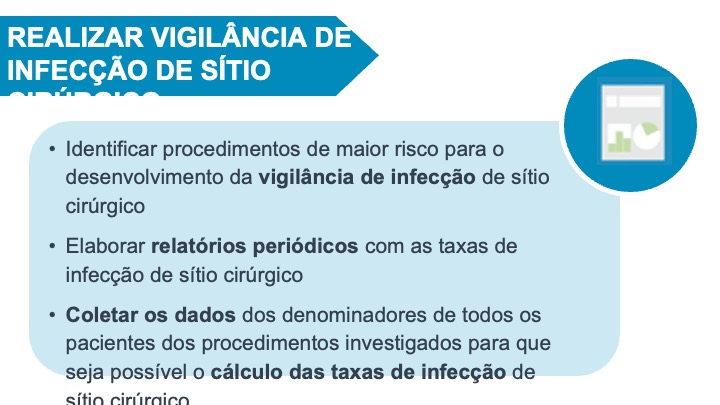 REALIZAR VIGILÂNCIA DE
INFECÇÃO DE SÍTIO
CIRÚRGICO
• Identificar procedimentos de maior risco para o
desenvolvimento da vigilância de infecção de sítio
cirúrgico
• Elaborar relatórios periódicos com as taxas de
infecção de sítio cirúrgico
• Coletar os dados dos denominadores de todos os
pacientes dos procedimentos investigados para que
seja possível o cálculo das taxas de infecção de
sítio cirúrgico